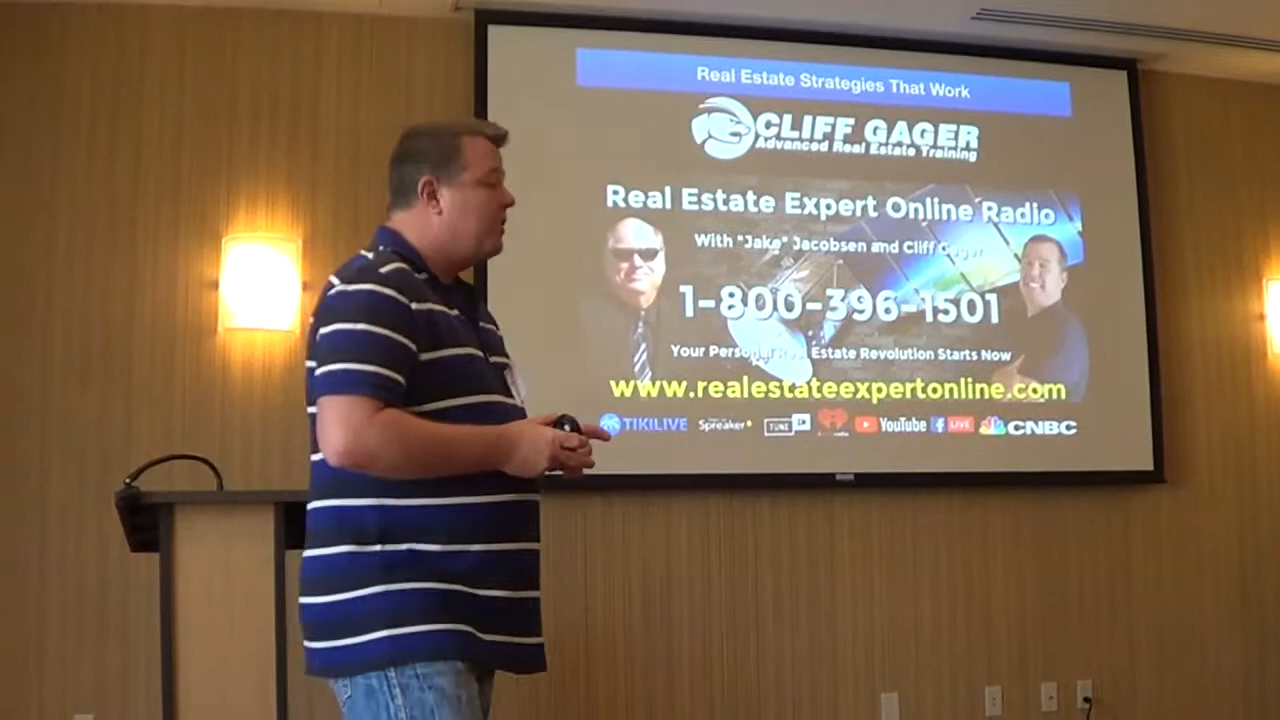 Real Estate Strategies That Work
CLIFF GAGER
Advanced Real Estate Training
Real Estate Expert Online Radio
With "Jake" Jacobsen and Cliff Gager
1-800-396-1501
Your Personal Real Estate Revolution Starts Now
www.realestateexpertonline.com
TIKILIVE Spreaker TUNE IN YouTube LIVE CNBC